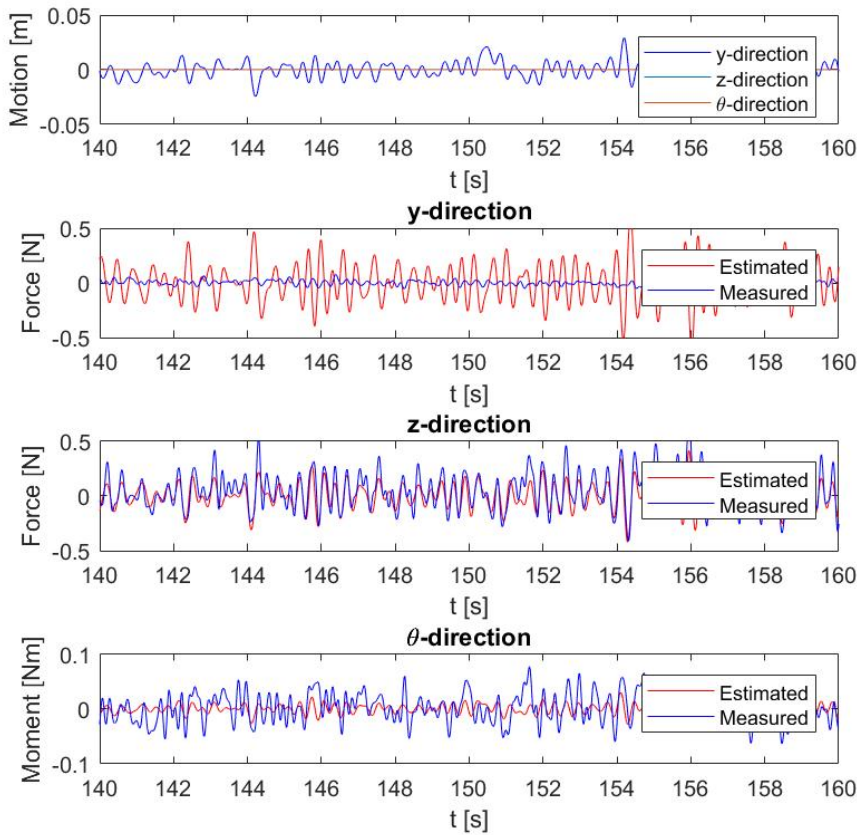 0.05
0
-0.05
Motion [m]
y-direction
z-direction
θ-direction
140 142 144 146 148 150 152 154 156 158 160
t [s]
y-direction
0.5
0
-0.5
Force [N]
Estimated
Measured
140 142 144 146 148 150 152 154 156 158 160
t [s]
z-direction
0.5
0
-0.5
Force [N]
Estimated
Measured
140 142 144 146 148 150 152 154 156 158 160
t [s]
θ-direction
0.1
0
-0.1
Moment [Nm]
Estimated
Measured
140 142 144 146 148 150 152 154 156 158 160
t [s]